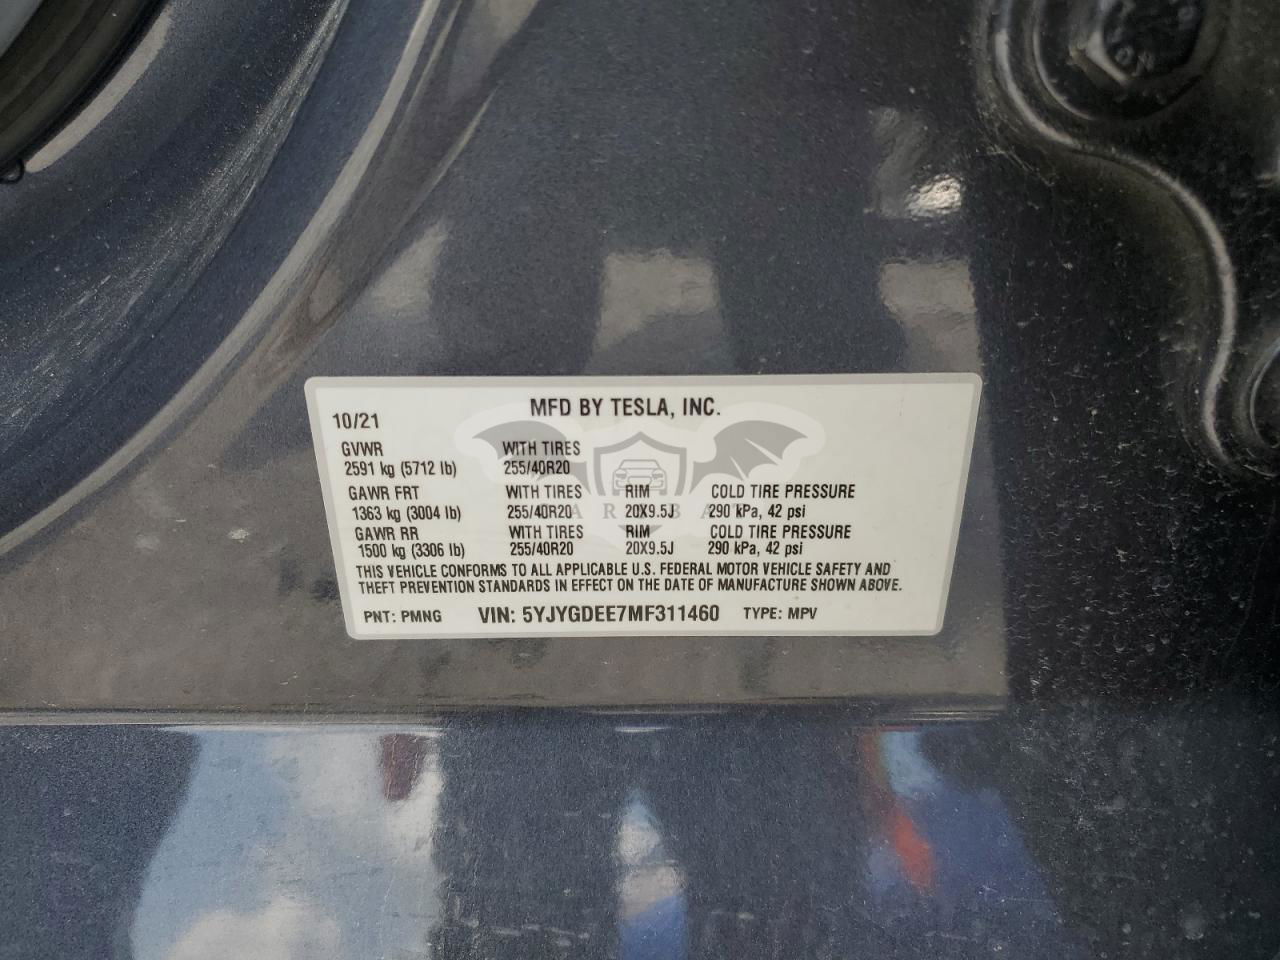 MFD BY TESLA, INC.
10/21
GVWR WITH TIRES
2591 kg (5712 lb) 255/40R20
GAWR FRT WITH TIRES RIM COLD TIRE PRESSURE
1363 kg (3004 lb) 255/40R20 20X9.5J 290 kPa, 42 psi
GAWR RR WITH TIRES RIM COLD TIRE PRESSURE
1500 kg (3306 lb) 255/40R20 20X9.5J 290 kPa, 42 psi
THIS VEHICLE CONFORMS TO ALL APPLICABLE U.S. FEDERAL MOTOR VEHICLE SAFETY AND
THEFT PREVENTION STANDARDS IN EFFECT ON THE DATE OF MANUFACTURE SHOWN ABOVE.
PNT: PMNG VIN: 5YJYGDEE7MF311460 TYPE: MPV